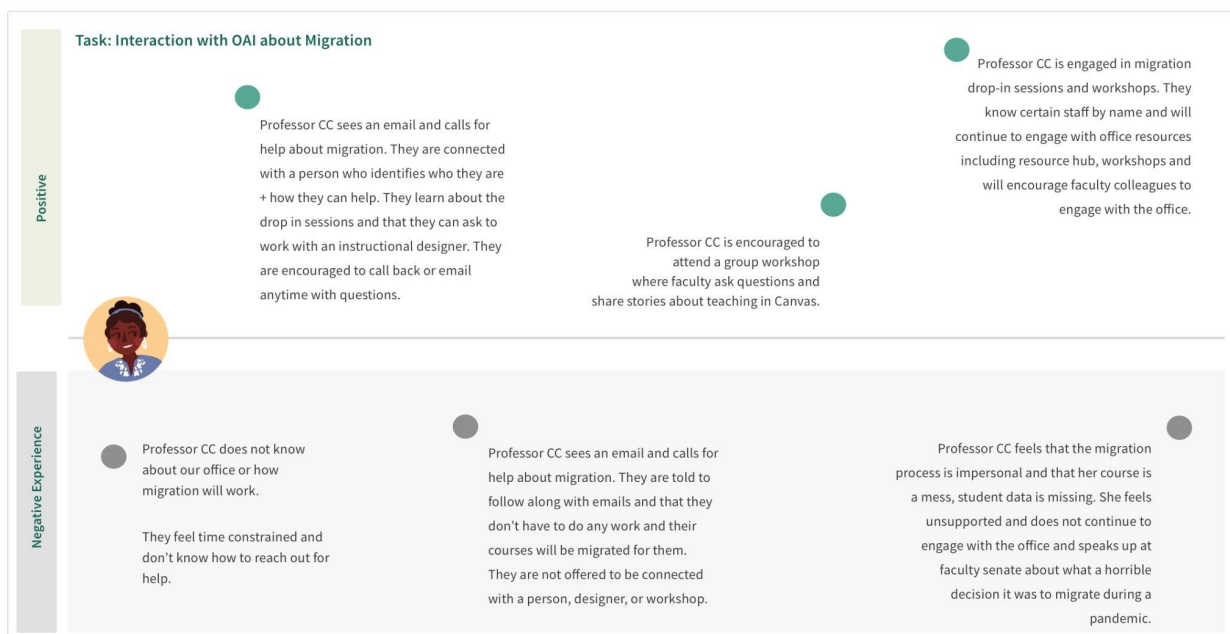 Task: Interaction with OAI about Migration
Positive
Professor CC sees an email and calls for
help about migration. They are connected
with a person who identifies who they are
+ how they can help. They learn about the
drop in sessions and that they can ask to
work with an instructional designer. They
are encouraged to call back or email
anytime with questions.
Professor CC is encouraged to
attend a group workshop
where faculty ask questions and
share stories about teaching in Canvas.
Professor CC is engaged in migration
drop-in sessions and workshops. They
know certain staff by name and will
continue to engage with office resources
including resource hub, workshops and
will encourage faculty colleagues to
engage with the office.
Negative Experience
Professor CC does not know
about our office or how
migration will work.
They feel time constrained and
don't know how to reach out for
help.
Professor CC sees an email and calls for
help about migration. They are told to
follow along with emails and that they
don't have to do any work and their
courses will be migrated for them.
They are not offered to be connected
with a person, designer, or workshop.
Professor CC feels that the migration
process is impersonal and that her course is
a mess, student data is missing. She feels
unsupported and does not continue to
engage with the office and speaks up at
faculty senate about what a horrible
decision it was to migrate during a
pandemic.